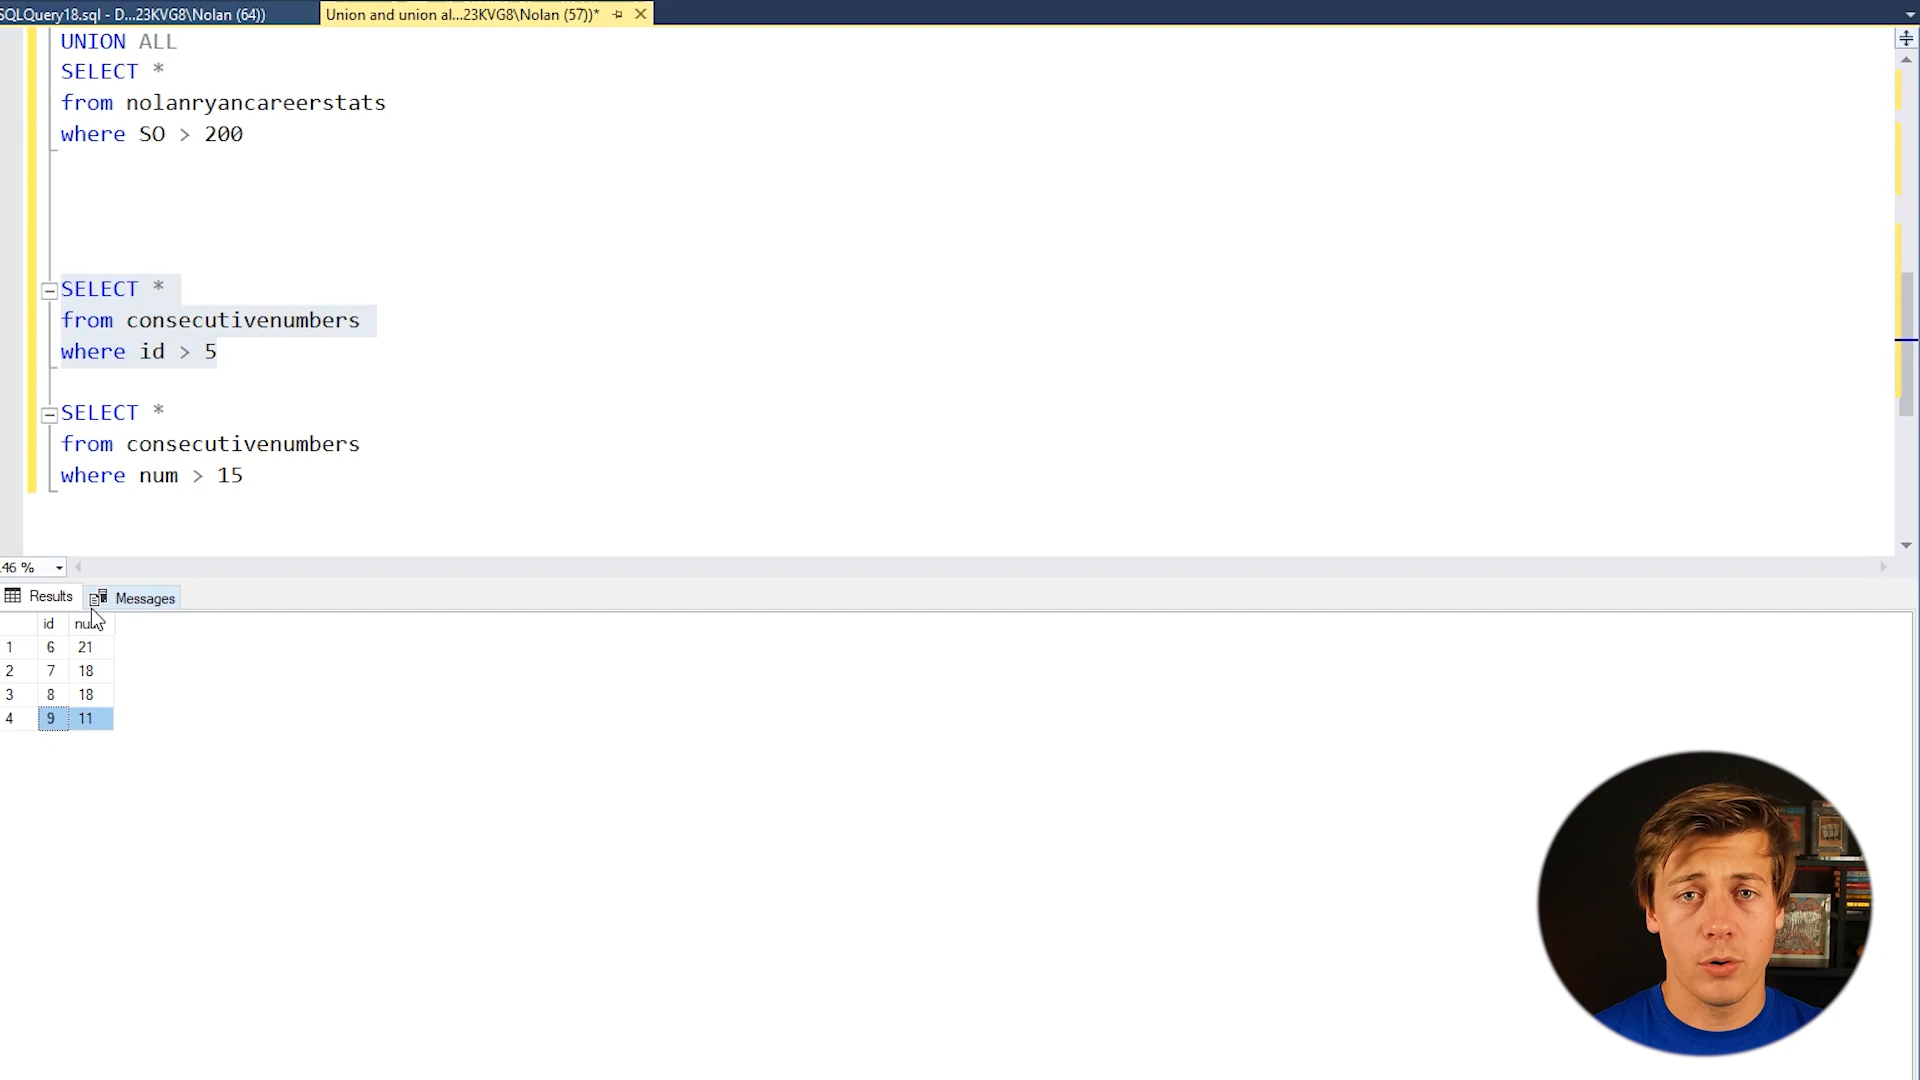 SQLQuery18.sql - D...23KVG8\Nolan (64))
Union and union al...23KVG8\Nolan (57))*
UNION ALL
SELECT *
from nolanryancareerstats
where SO > 200
SELECT *
from consecutivenumbers
where id > 5
SELECT *
from consecutivenumbers
where num > 15
46 %
Results Messages
id
1 6 21
2 7 18
3 8 18
4 9 11